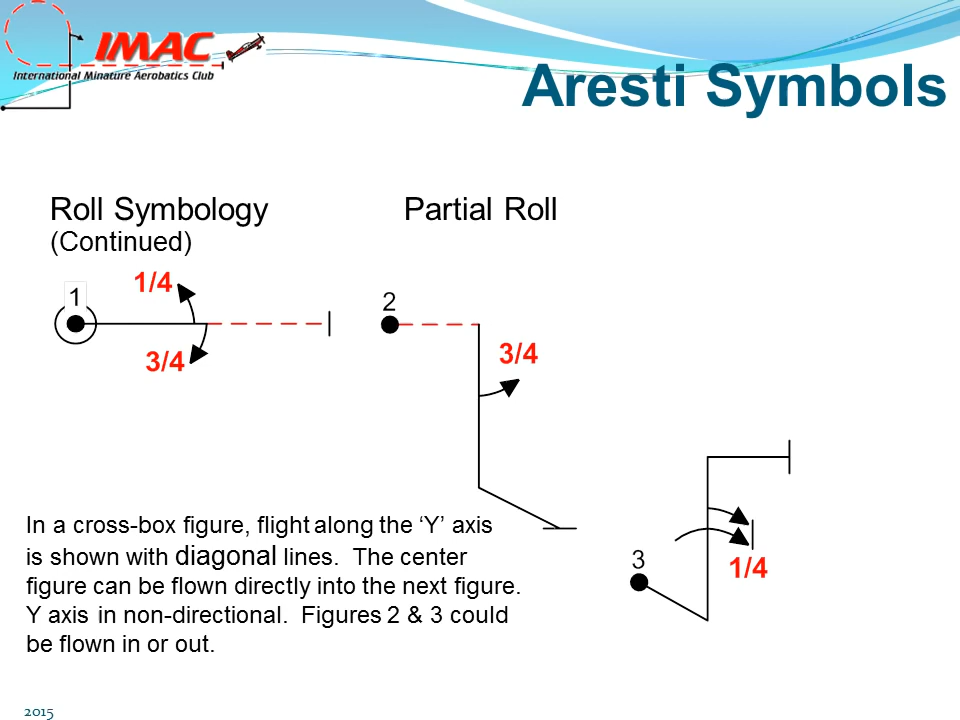 IMAC
International Minature Aerobatics Club
Aresti Symbols
Roll Symbology
(Continued)
Partial Roll
1
1/4
3/4
2
3/4
3
1/4
In a cross-box figure, flight along the ‘Y’ axis
is shown with diagonal lines.  The center
figure can be flown directly into the next figure.
Y axis in non-directional.  Figures 2 & 3 could
be flown in or out.
2015